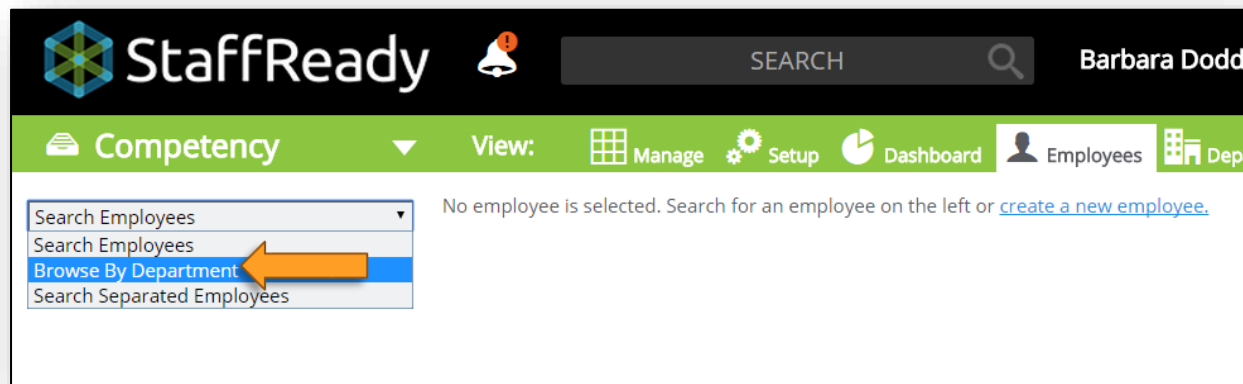 StaffReady ! SEARCH Barbara Dodd
Competency View: Manage Setup Dashboard Employees Dep
Search Employees No employee is selected. Search for an employee on the left or create a new employee.
Search Employees
Browse By Department
Search Separated Employees